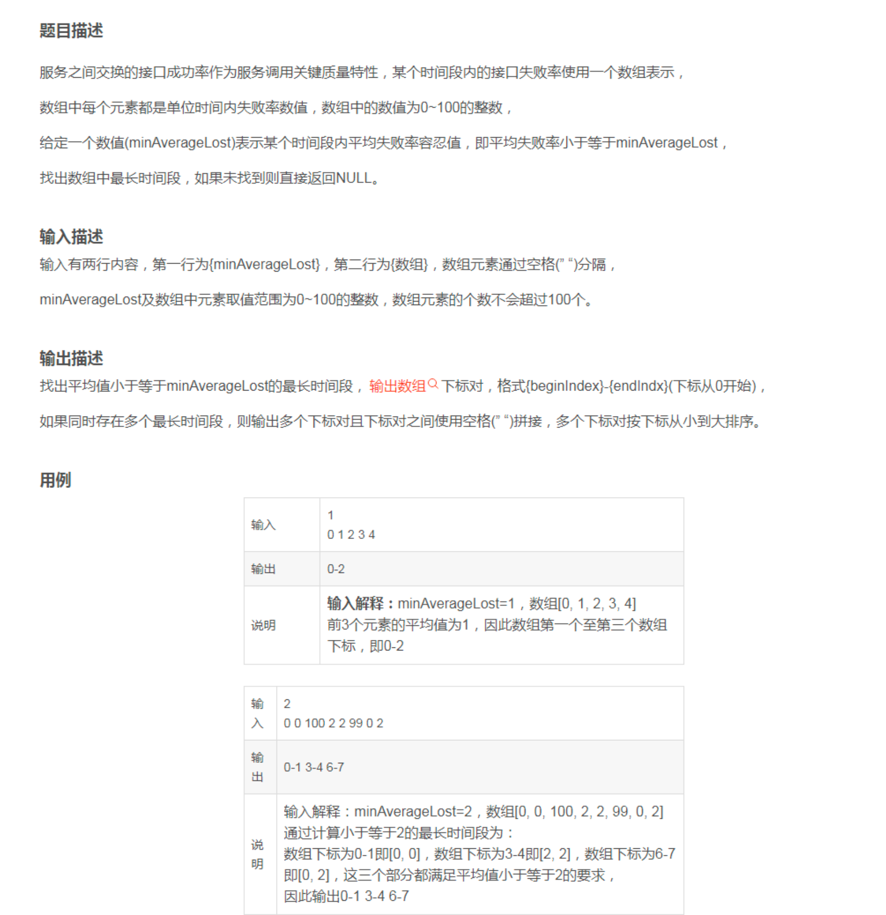 题目描述
服务之间交换的接口成功率作为服务调用关键质量特性，某个时间段内的接口失败率使用一个数组表示，
数组中每个元素都是单位时间内失败率数值，数组中的数值为0~100的整数，
给定一个数值(minAverageLost)表示某个时间段内平均失败率容忍值，即平均失败率小于等于minAverageLost，
找出数组中最长时间段，如果未找到则直接返回NULL。
输入描述
输入有两行内容，第一行为{minAverageLost}，第二行为{数组}，数组元素通过空格(” “)分隔，
minAverageLost及数组中元素取值范围为0~100的整数，数组元素的个数不会超过100个。
输出描述
找出平均值小于等于minAverageLost的最长时间段，输出数组下标对，格式{beginIndex}-{endIndx}(下标从0开始)，
如果同时存在多个最长时间段，则输出多个下标对且下标对之间使用空格(” “)拼接，多个下标对按下标从小到大排序。
用例
输入
1
0 1 2 3 4
输出
0-2
说明
输入解释：minAverageLost=1，数组[0, 1, 2, 3, 4]
前3个元素的平均值为1，因此数组第一个至第三个数组
下标，即0-2
输
入
2
0 0 100 2 2 99 0 2
输
出
0-1 3-4 6-7
说
明
输入解释：minAverageLost=2，数组[0, 0, 100, 2, 2, 99, 0, 2]
通过计算小于等于2的最长时间段为：
数组下标为0-1即[0, 0]，数组下标为3-4即[2, 2]，数组下标为6-7
即[0, 2]，这三个部分都满足平均值小于等于2的要求，
因此输出0-1 3-4 6-7